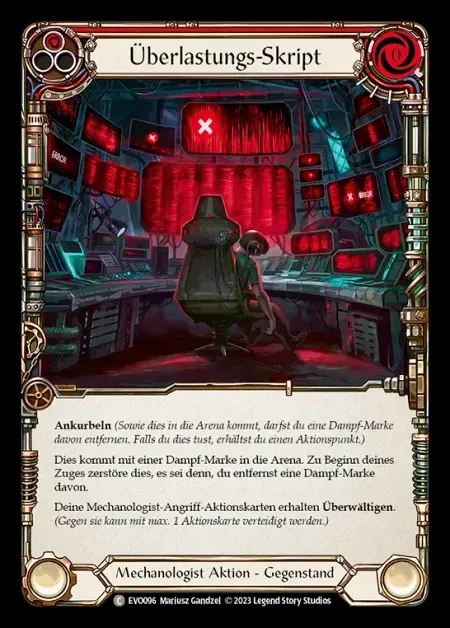 Überlastungs-Skript
0
ERROR
ERROR
Ankurbeln (Sowie dies in die Arena kommt, darfst du eine Dampf-Marke
davon entfernen. Falls du dies tust, erhältst du einen Aktionspunkt.)
Dies kommt mit einer Dampf-Marke in die Arena. Zu Beginn deines
Zuges zerstöre dies, es sei denn, du entfernst eine Dampf-Marke
davon.
Deine Mechanologist-Angriff-Aktionskarten erhalten Überwältigen.
(Gegen sie kann mit max. 1 Aktionskarte verteidigt werden.)
Mechanologist Aktion - Gegenstand
C EVO096 Mariusz Gandzel © 2023 Legend Story Studios